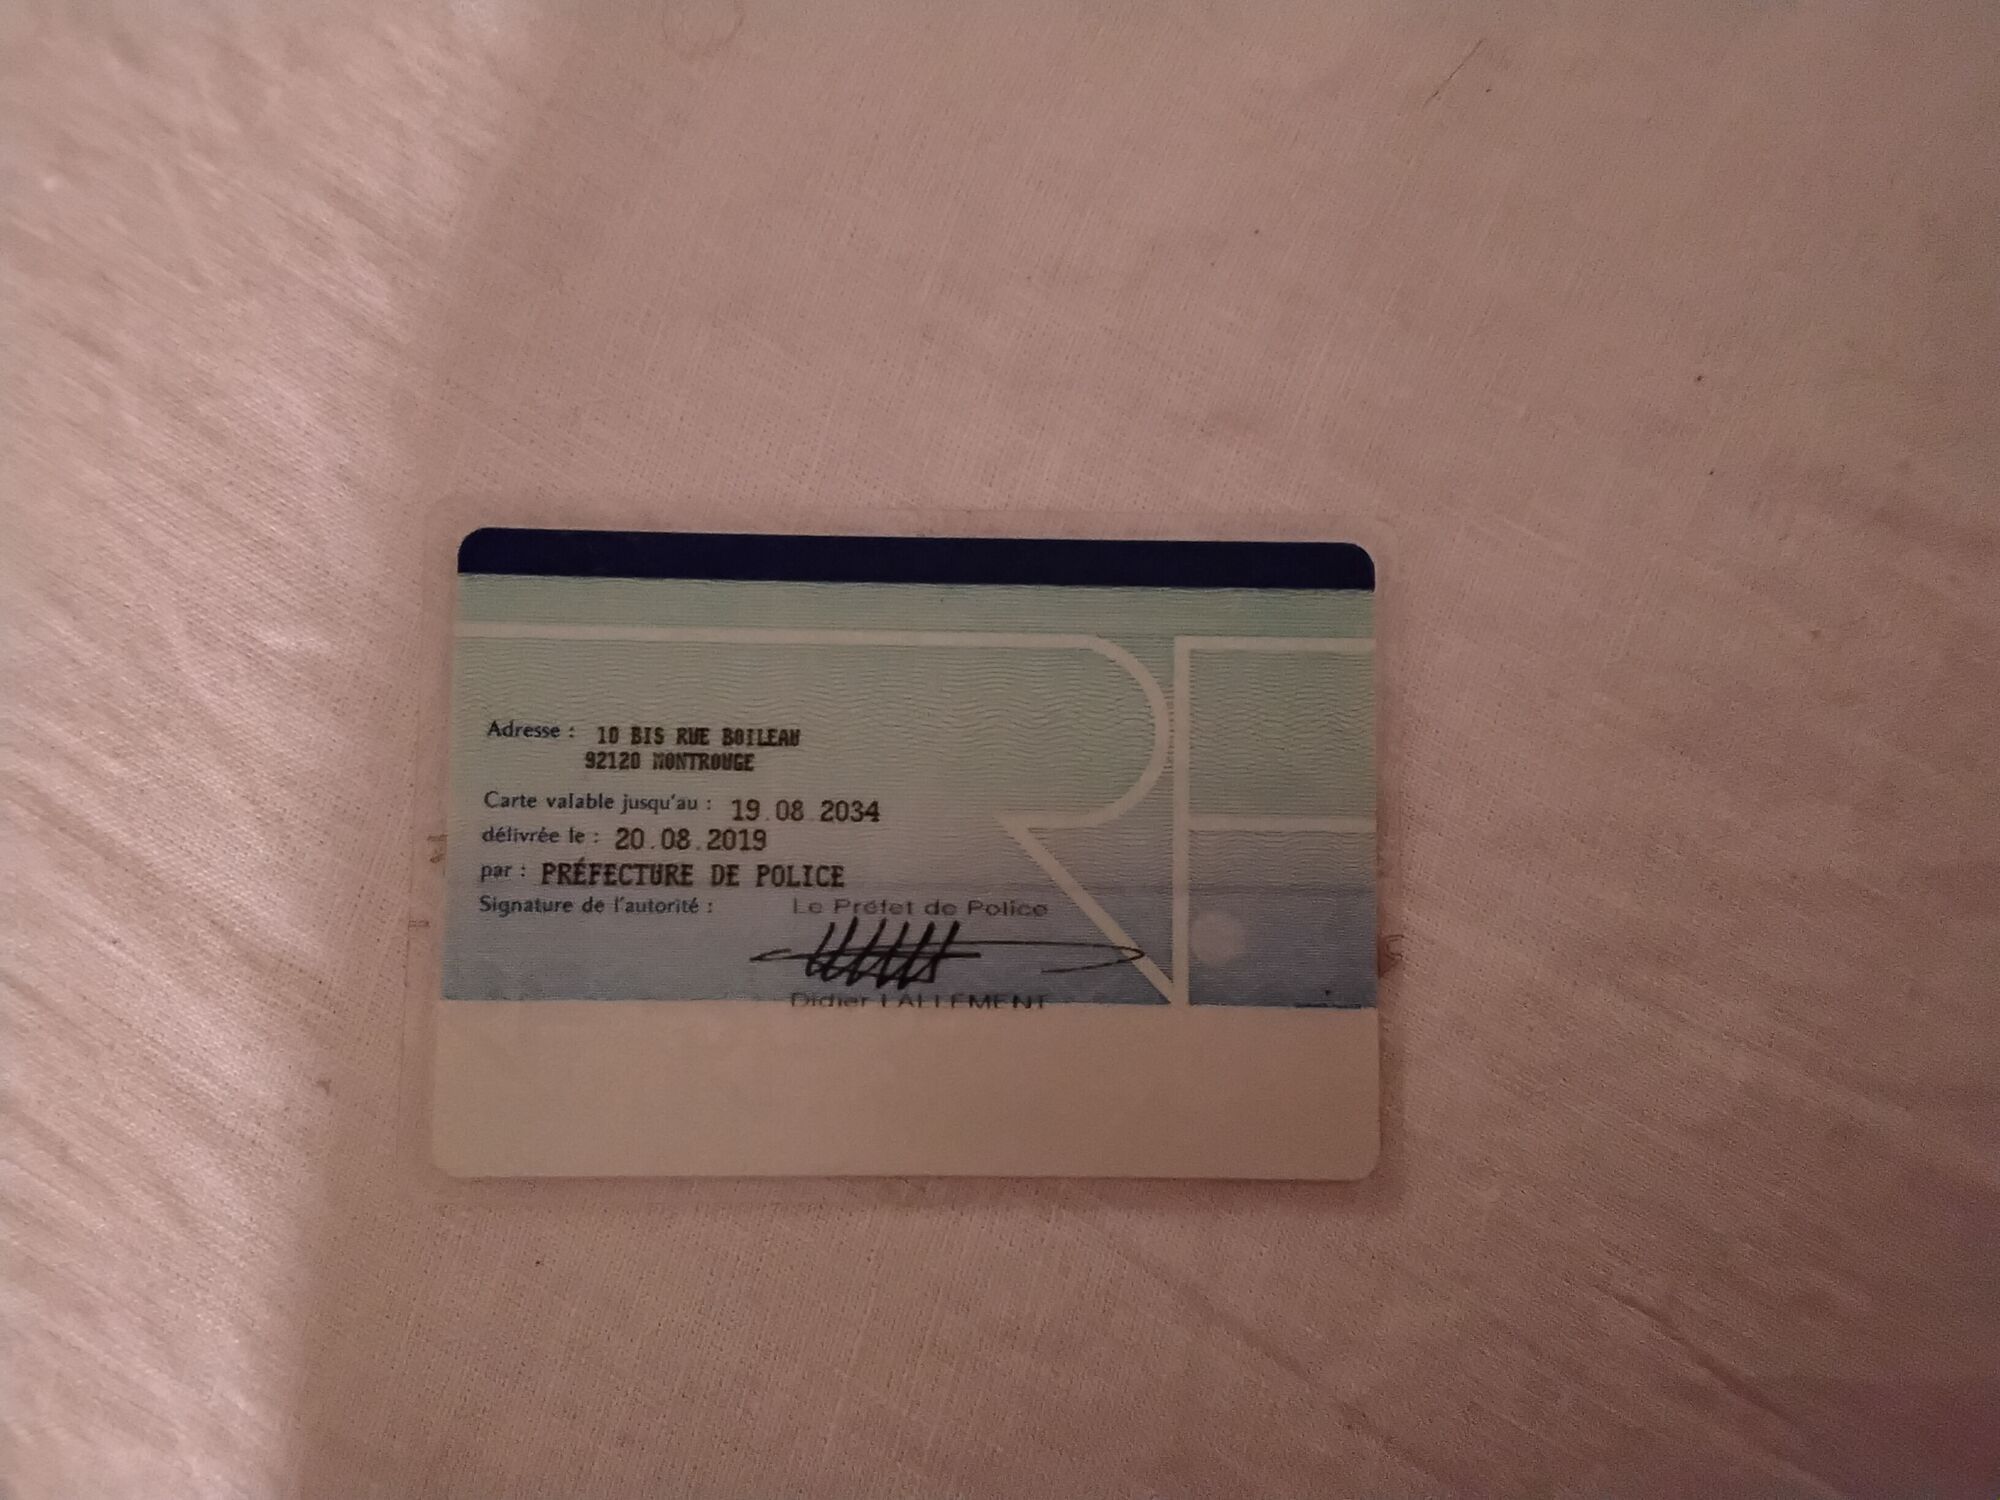 Adresse : 10 BIS RUE BOILEAU
92120 MONTROUGE
Carte valable jusqu'au : 19.08.2034
délivrée le : 20.08.2019
par : PRÉFECTURE DE POLICE
Signature de l'autorité : Le Préfet de Police
Didier LALLEMENT
RF